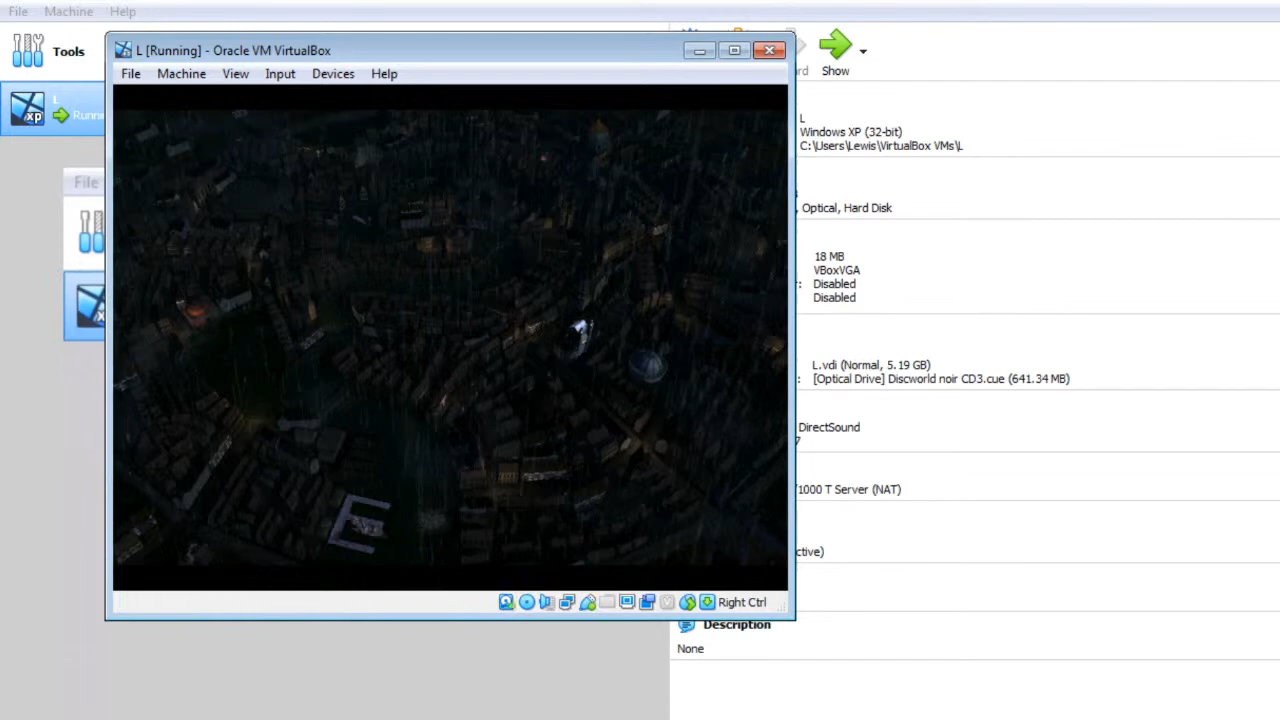 File Machine Help
Tools
L [Running] - Oracle VM VirtualBox
File Machine View Input Devices Help
Show
L
xp
L
Windows XP (32-bit)
C:\Users\Lewis\VirtualBox VMs\L
File
, Optical, Hard Disk
18 MB
VBoxVGA
: Disabled
Disabled
L.vdi (Normal, 5.19 GB)
: [Optical Drive] Discworld noir CD3.cue (641.34 MB)
DirectSound
/1000 T Server (NAT)
ctive)
Right Ctrl
Description
None